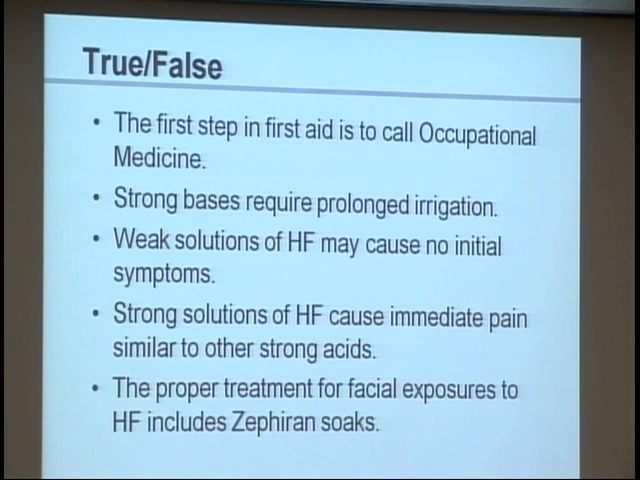 True/False
• The first step in first aid is to call Occupational
Medicine.
• Strong bases require prolonged irrigation.
• Weak solutions of HF may cause no initial
symptoms.
• Strong solutions of HF cause immediate pain
similar to other strong acids.
• The proper treatment for facial exposures to
HF includes Zephiran soaks.